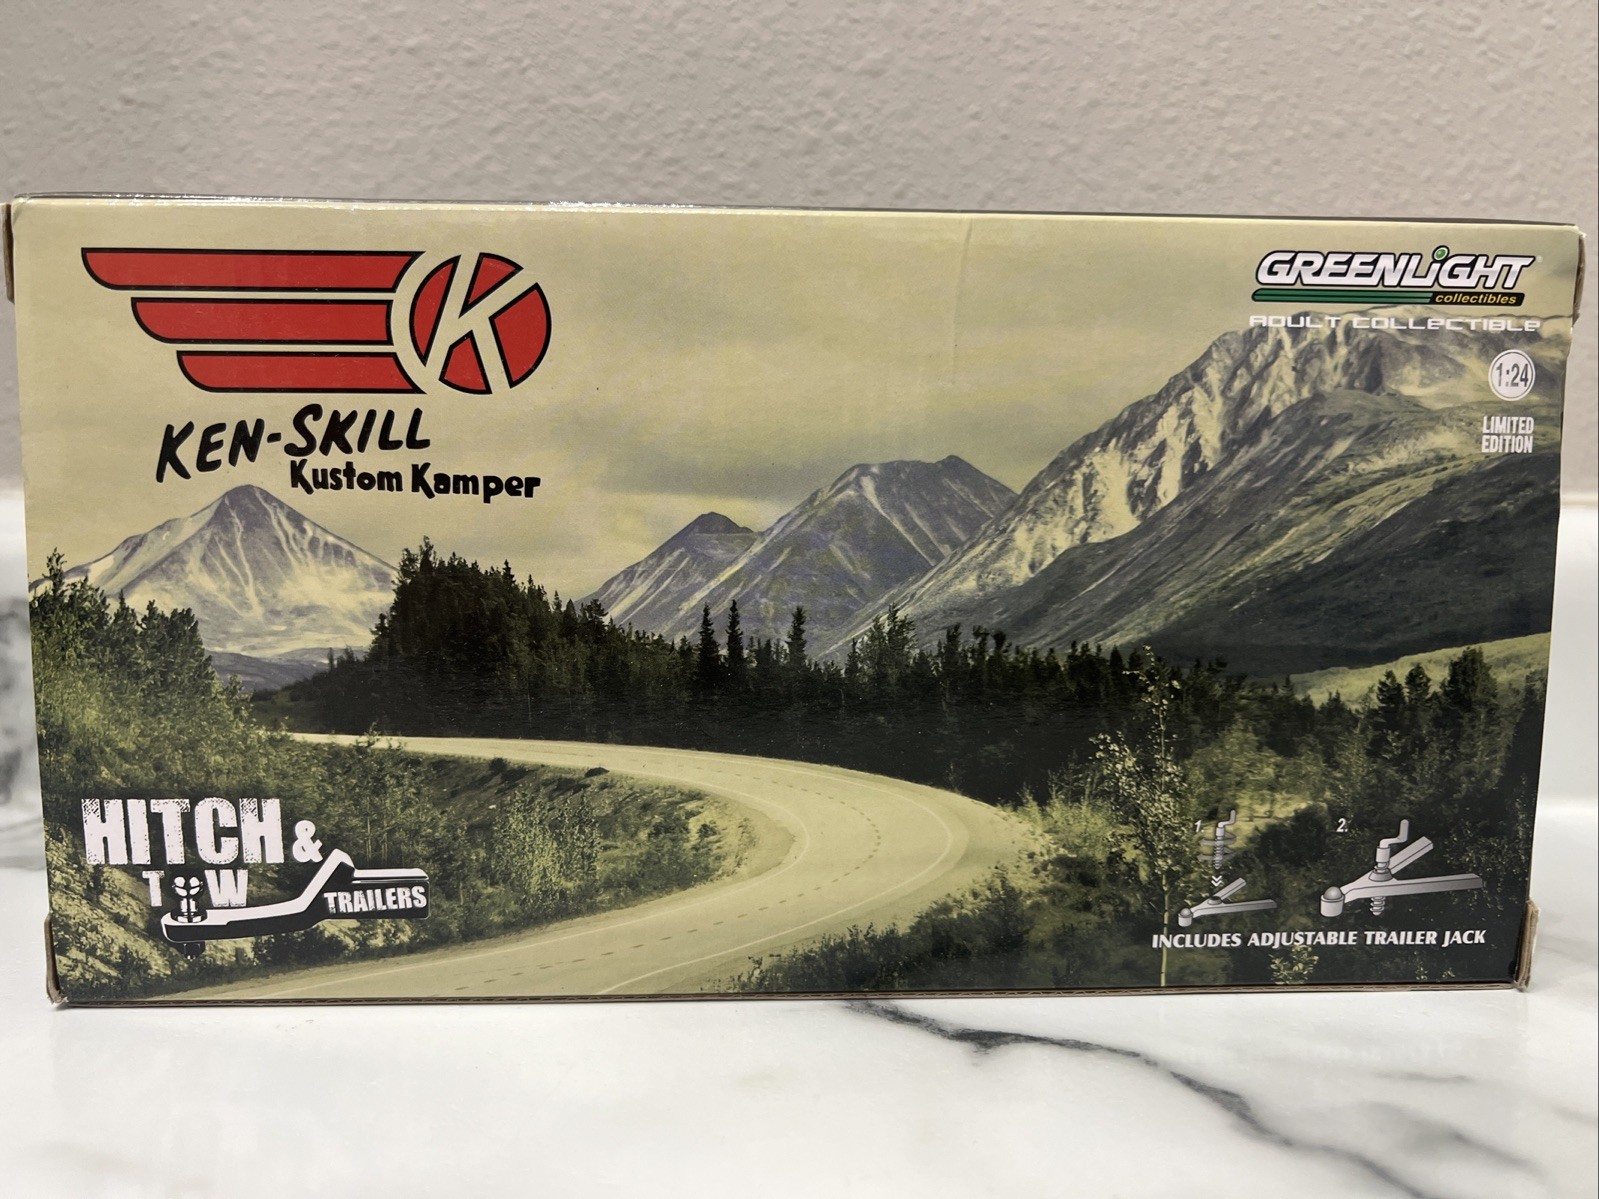 K
KEN-SKILL
Kustom Kamper
GREENLiGHT
collectibles
ADULT COLLECTIBLE
1:24
LIMITED
EDITION
HITCH &
TOW
TRAILERS
1.
2.
INCLUDES ADJUSTABLE TRAILER JACK